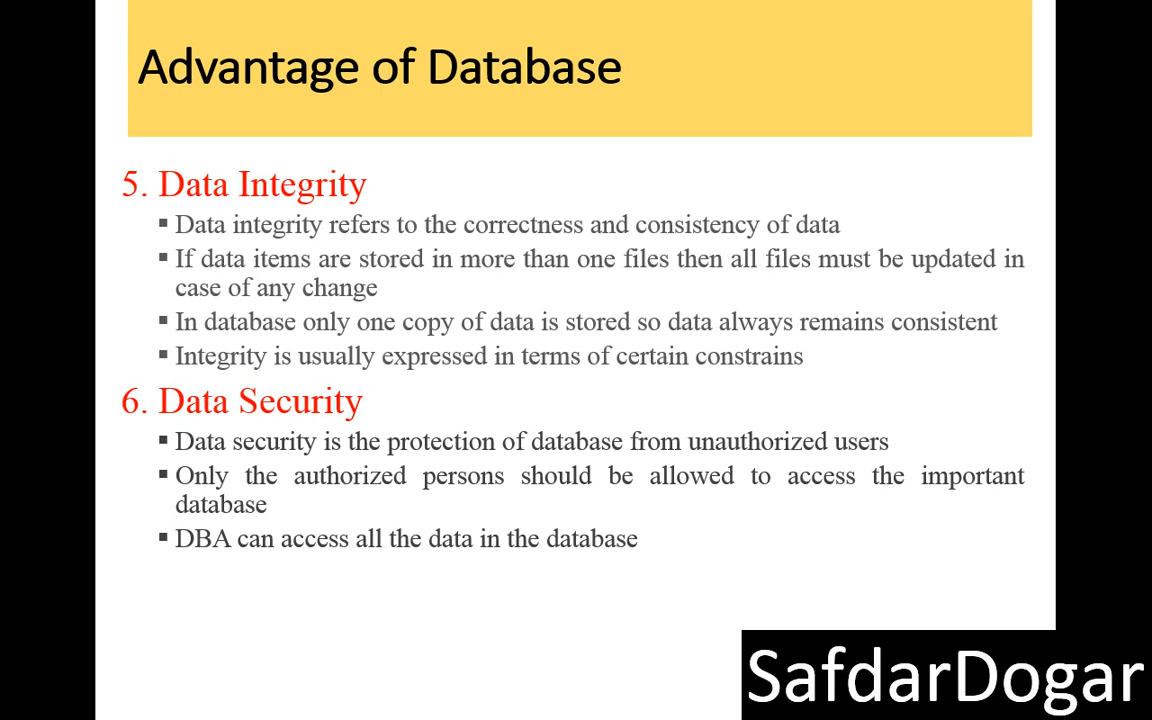 Advantage of Database
5. Data Integrity
▪ Data integrity refers to the correctness and consistency of data
▪ If data items are stored in more than one files then all files must be updated in
case of any change
▪ In database only one copy of data is stored so data always remains consistent
▪ Integrity is usually expressed in terms of certain constrains
6. Data Security
▪ Data security is the protection of database from unauthorized users
▪ Only the authorized persons should be allowed to access the important
database
▪ DBA can access all the data in the database
SafdarDogar